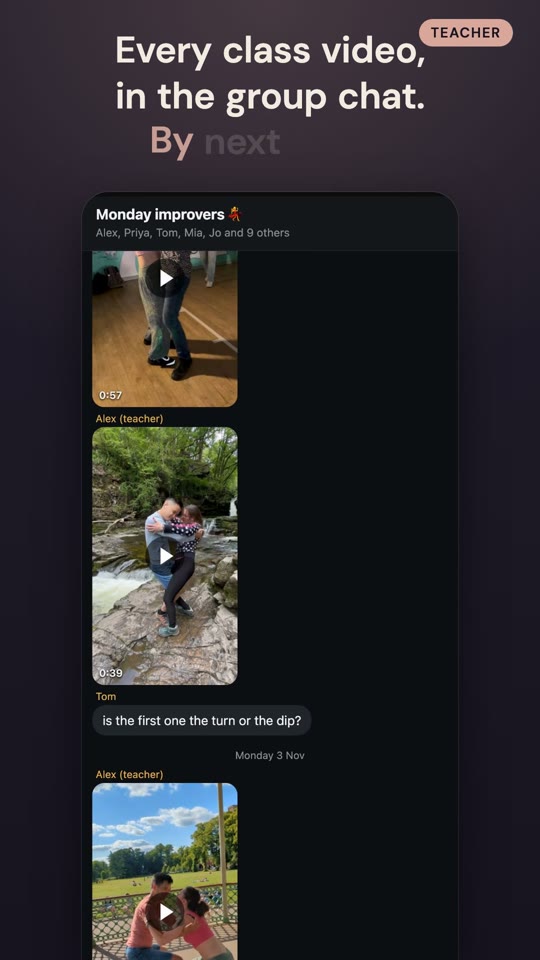 TEACHER
Every class video,
in the group chat.
By next
Monday improvers💃
Alex, Priya, Tom, Mia, Jo and 9 others
0:57
Alex (teacher)
0:39
Tom
is the first one the turn or the dip?
Monday 3 Nov
Alex (teacher)